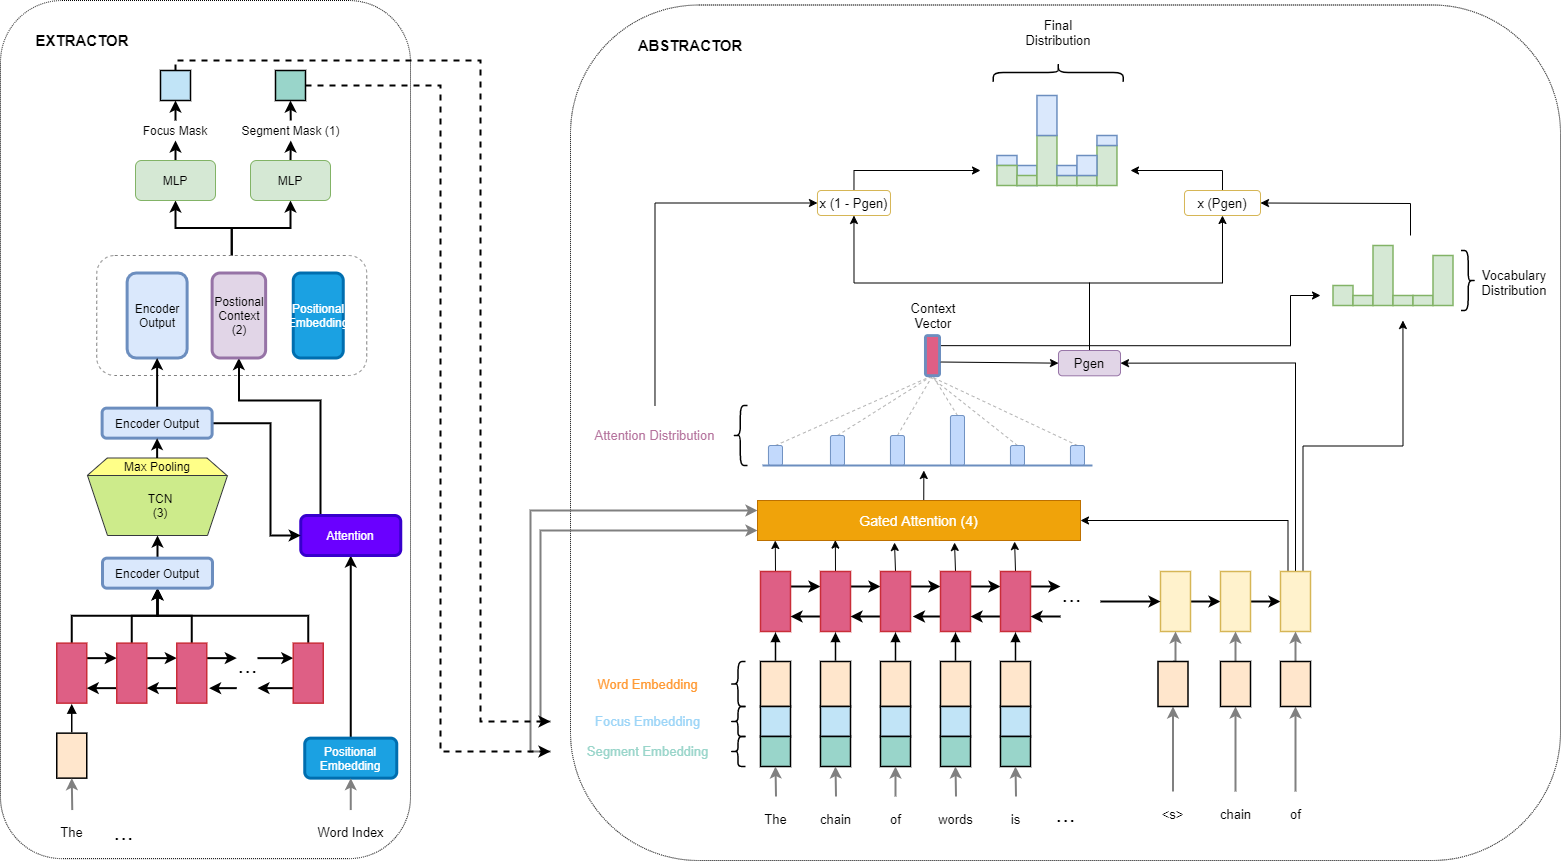 EXTRACTOR
Focus Mask
Segment Mask (1)
MLP
MLP
Encoder
Output
Postional
Context
(2)
Positional
Embedding
Encoder Output
Max Pooling
TCN
(3)
Attention
Encoder Output
...
Positional
Embedding
The
...
Word Index
ABSTRACTOR
Final
Distribution
x (1 - Pgen)
x (Pgen)
Vocabulary
Distribution
Context
Vector
Pgen
Attention Distribution
Gated Attention (4)
...
Word Embedding
Focus Embedding
Segment Embedding
The
chain
of
words
is
...
<s>
chain
of